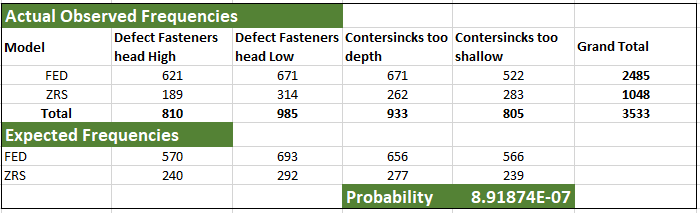 Actual Observed Frequencies
Model Defect Fasteners head High Defect Fasteners head Low Contersincks too depth Contersincks too shallow Grand Total
FED 621 671 671 522 2485
ZRS 189 314 262 283 1048
Total 810 985 933 805 3533
Expected Frequencies
FED 570 693 656 566
ZRS 240 292 277 239
Probability 8.91874E-07